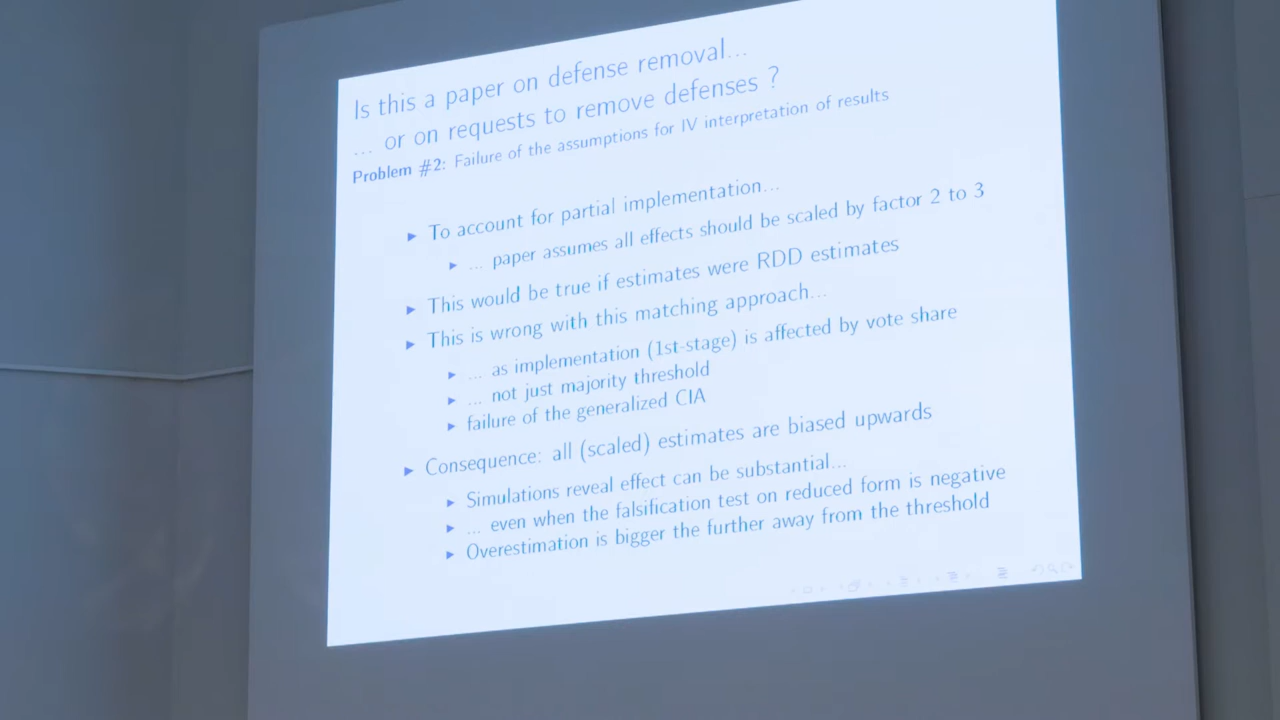 Is this a paper on defense removal...
... or on requests to remove defenses ?
Problem #2: Failure of the assumptions for IV interpretation of results
▶ To account for partial implementation...
▶ ... paper assumes all effects should be scaled by factor 2 to 3
▶ This would be true if estimates were RDD estimates
▶ This is wrong with this matching approach...
▶ ... as implementation (1st-stage) is affected by vote share
▶ ... not just majority threshold
▶ failure of the generalized CIA
▶ Consequence: all (scaled) estimates are biased upwards
▶ Simulations reveal effect can be substantial...
▶ ... even when the falsification test on reduced form is negative
▶ Overestimation is bigger the further away from the threshold